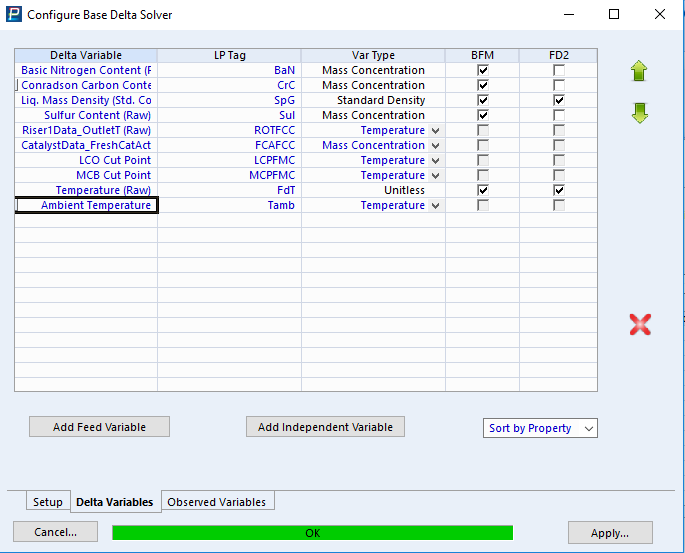 Configure Base Delta Solver
Delta Variable LP Tag Var Type BFM FD2
Basic Nitrogen Content (F BaN Mass Concentration
Conradson Carbon Conte CrC Mass Concentration
Liq. Mass Density (Std. Co SpG Standard Density
Sulfur Content (Raw) Sul Mass Concentration
Riser1Data_OutletT (Raw) ROTFCC Temperature
CatalystData_FreshCatAct FCAFCC Mass Concentration
LCO Cut Point LCPFMC Temperature
MCB Cut Point MCPFMC Temperature
Temperature (Raw) FdT Unitless
Ambient Temperature Tamb Temperature
Add Feed Variable Add Independent Variable Sort by Property
Setup Delta Variables Observed Variables
Cancel... OK Apply...